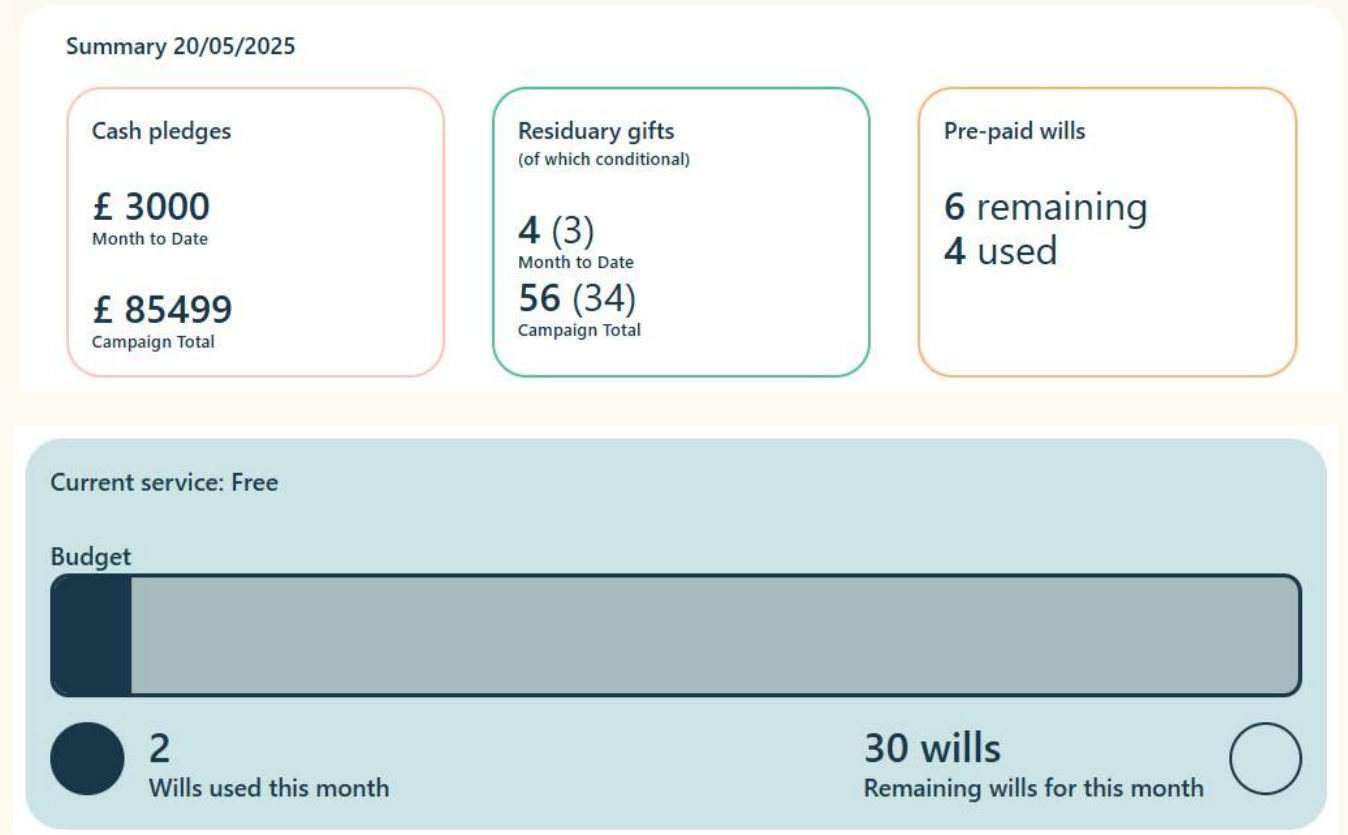 Summary 20/05/2025
Cash pledges
£ 3000
Month to Date
£ 85499
Campaign Total
Residuary gifts
(of which conditional)
4 (3)
Month to Date
56 (34)
Campaign Total
Pre-paid wills
6 remaining
4 used
Current service: Free
Budget
2
Wills used this month
30 wills
Remaining wills for this month